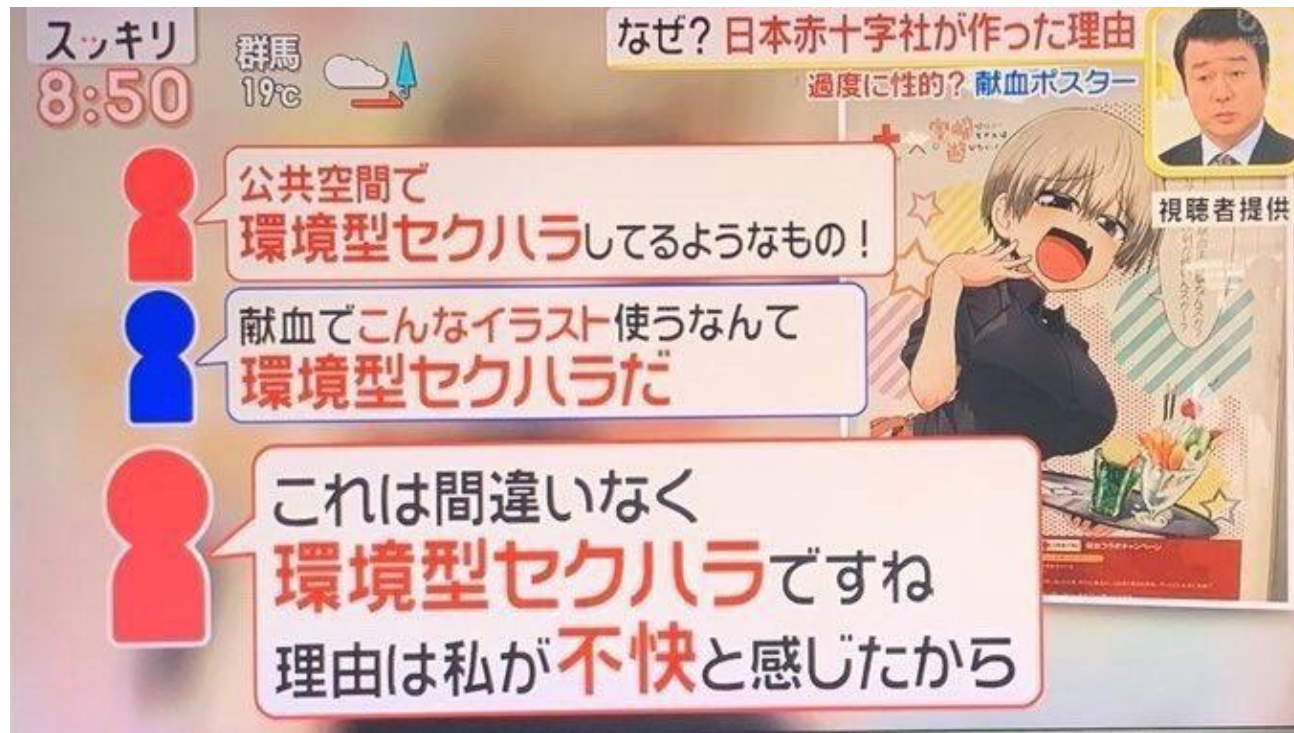 スッキリ
8:50
群馬
19℃
なぜ?日本赤十字社が作った理由
過度に性的?献血ポスター
視聴者提供
公共空間で
環境型セクハラしてるようなもの!
献血でこんなイラスト使うなんて
環境型セクハラだ
これは間違いなく
環境型セクハラですね
理由は私が不快と感じたから